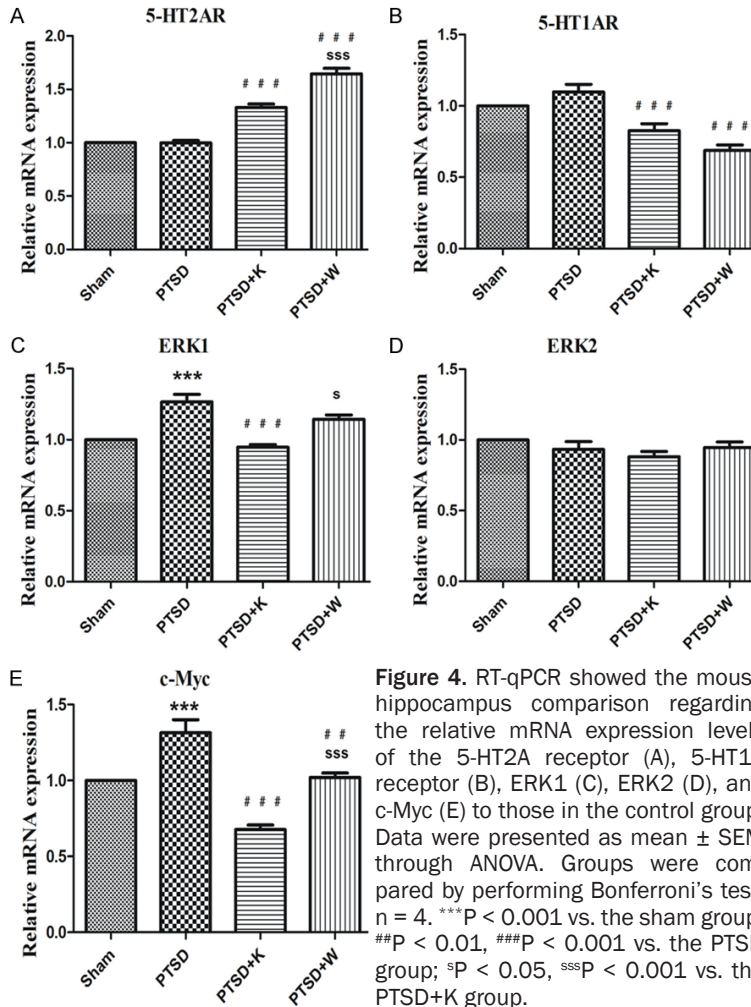 A
5-HT2AR
Relative mRNA expression
2.0
1.5
1.0
0.5
0.0
# # #
# # #
sss
Sham
PTSD
PTSD+K
PTSD+W
B
5-HT1AR
Relative mRNA expression
1.5
1.0
0.5
0.0
# # #
# # #
Sham
PTSD
PTSD+K
PTSD+W
C
ERK1
Relative mRNA expression
1.5
1.0
0.5
0.0
***
# # #
s
Sham
PTSD
PTSD+K
PTSD+W
D
ERK2
Relative mRNA expression
1.5
1.0
0.5
0.0
Sham
PTSD
PTSD+K
PTSD+W
E
c-Myc
Relative mRNA expression
1.5
1.0
0.5
0.0
***
# # #
# #
sss
Sham
PTSD
PTSD+K
PTSD+W
Figure 4. RT-qPCR showed the mouse
hippocampus comparison regardin
the relative mRNA expression level
of the 5-HT2A receptor (A), 5-HT1
receptor (B), ERK1 (C), ERK2 (D), an
c-Myc (E) to those in the control group
Data were presented as mean ± SEM
through ANOVA. Groups were com
pared by performing Bonferroni's tes
n = 4. ***P < 0.001 vs. the sham group
##P < 0.01, ###P < 0.001 vs. the PTSD
group; sP < 0.05, sssP < 0.001 vs. th
PTSD+K group.